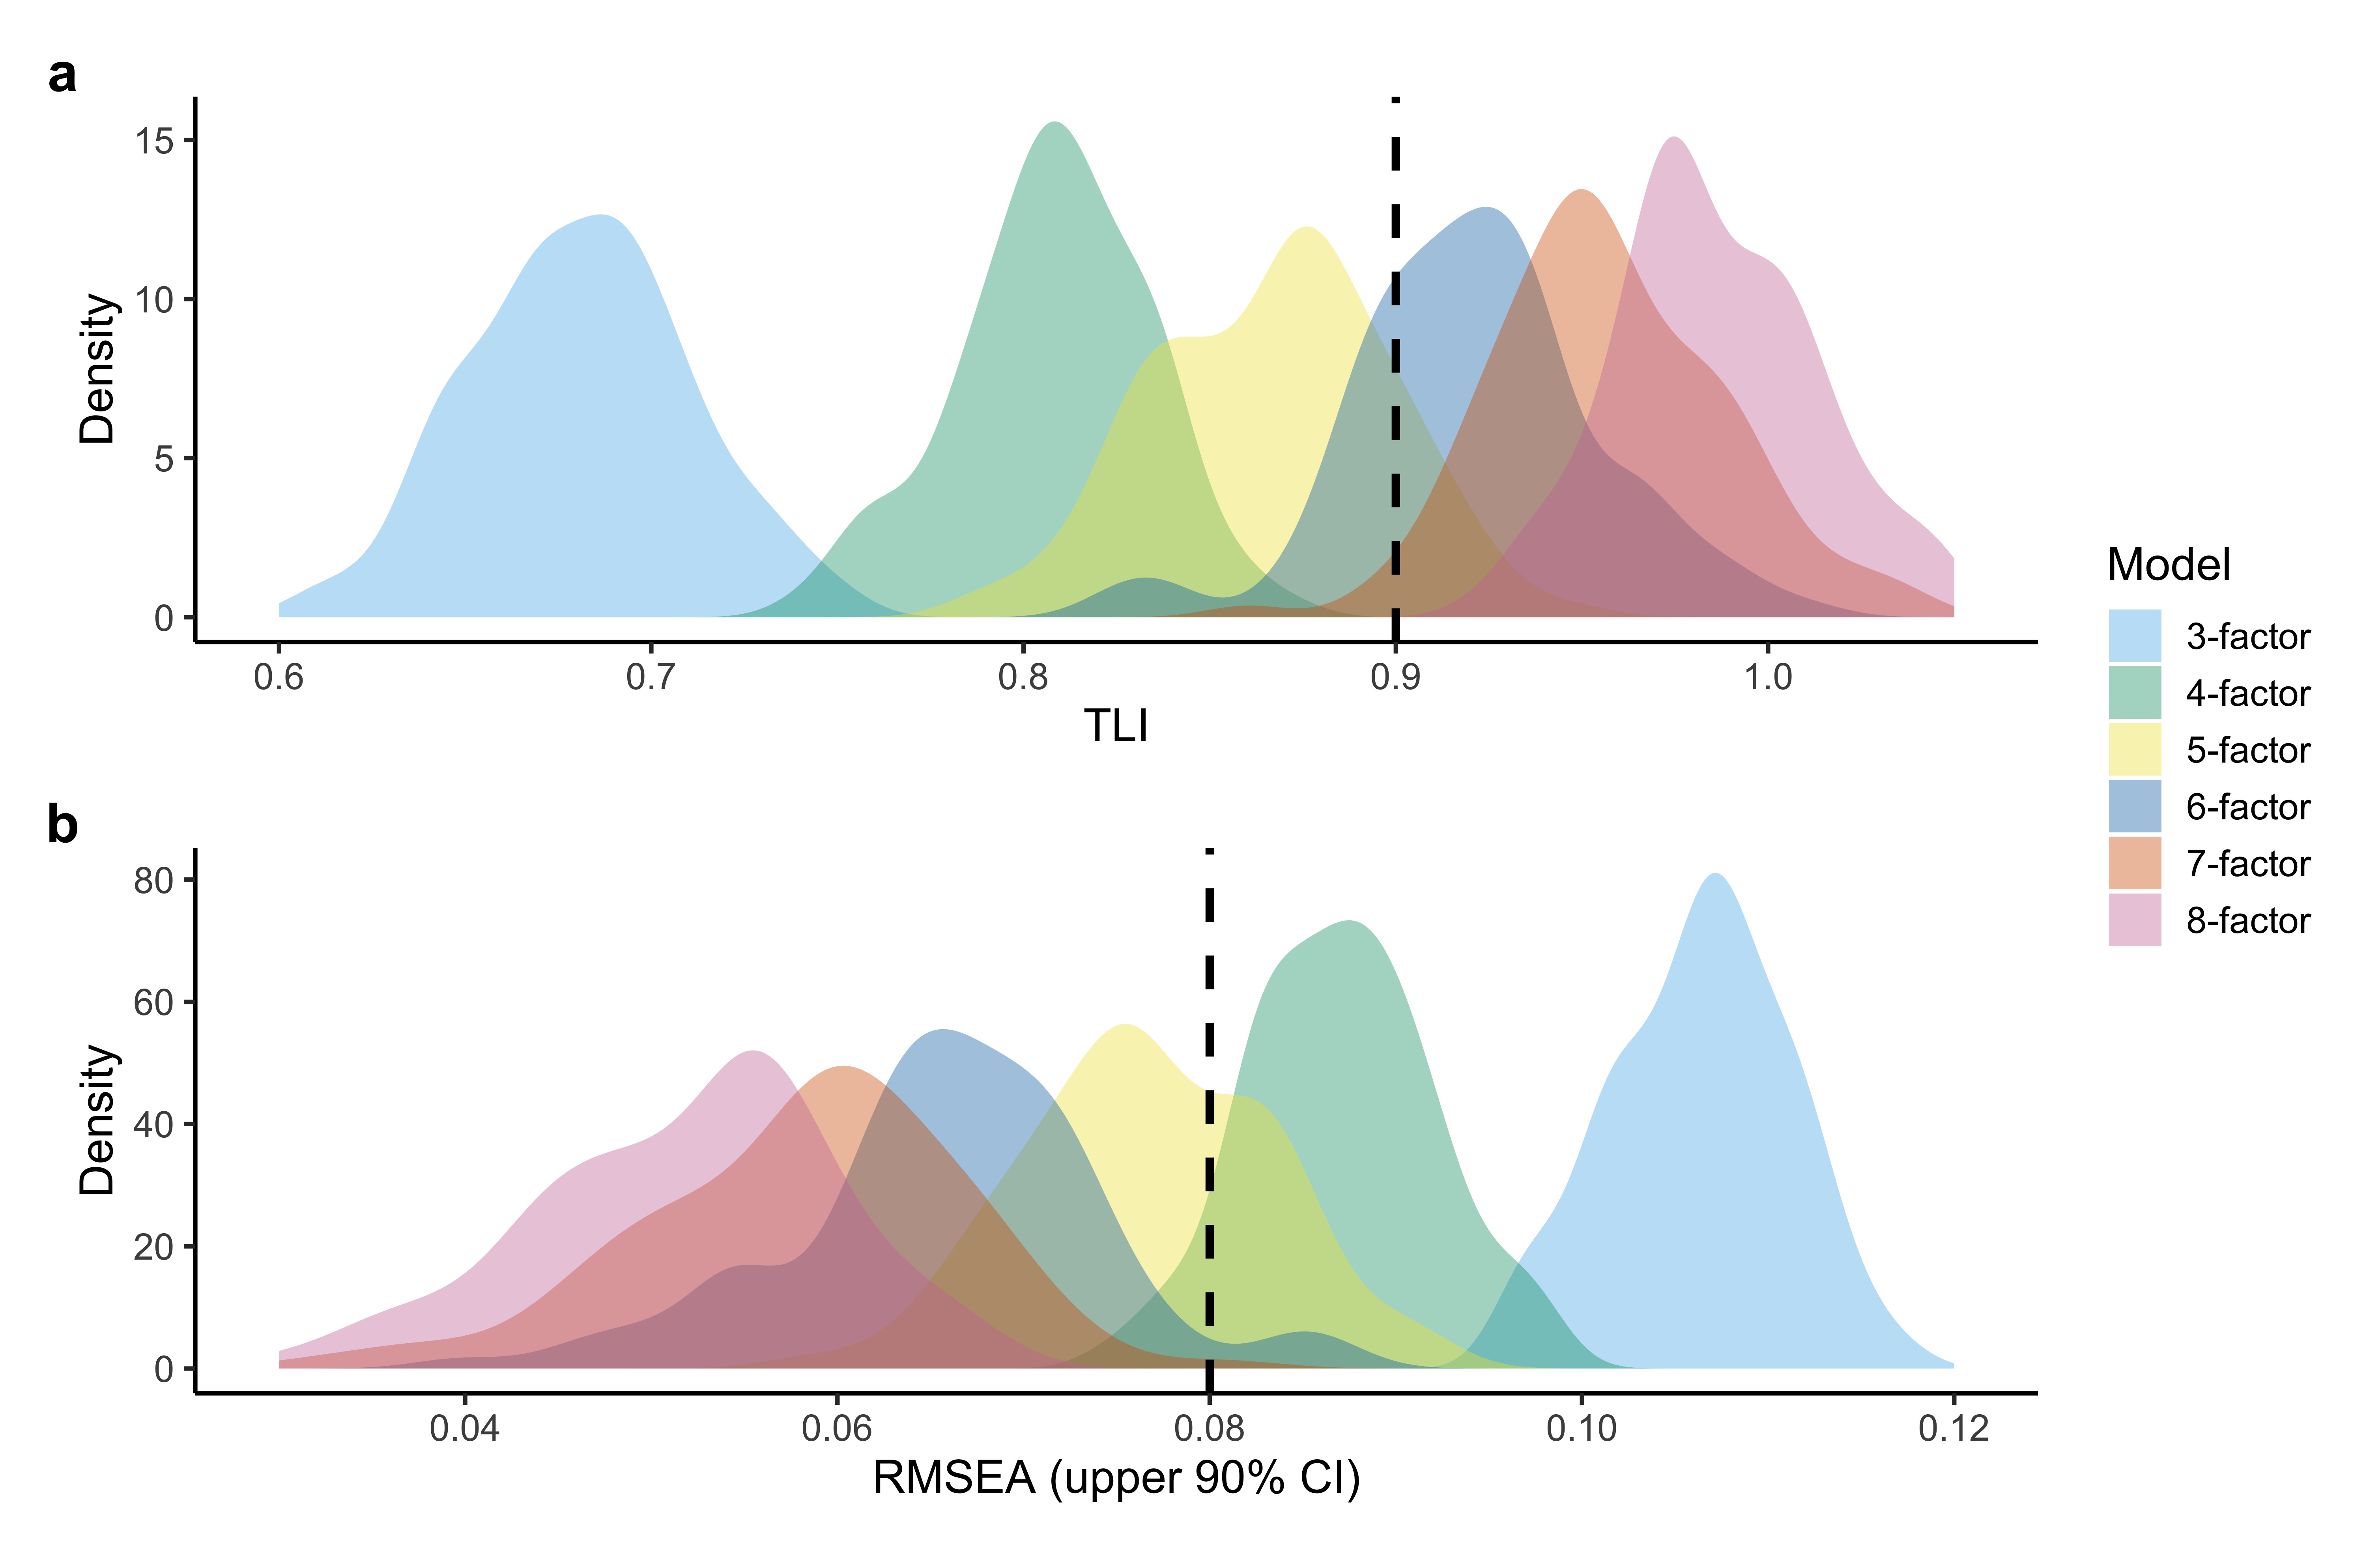 a
Density
15
10
5
0
0.6 0.7 0.8 0.9 1.0
TLI
b
Density
80
60
40
20
0
0.04 0.06 0.08 0.10 0.12
RMSEA (upper 90% CI)
Model
3-factor
4-factor
5-factor
6-factor
7-factor
8-factor